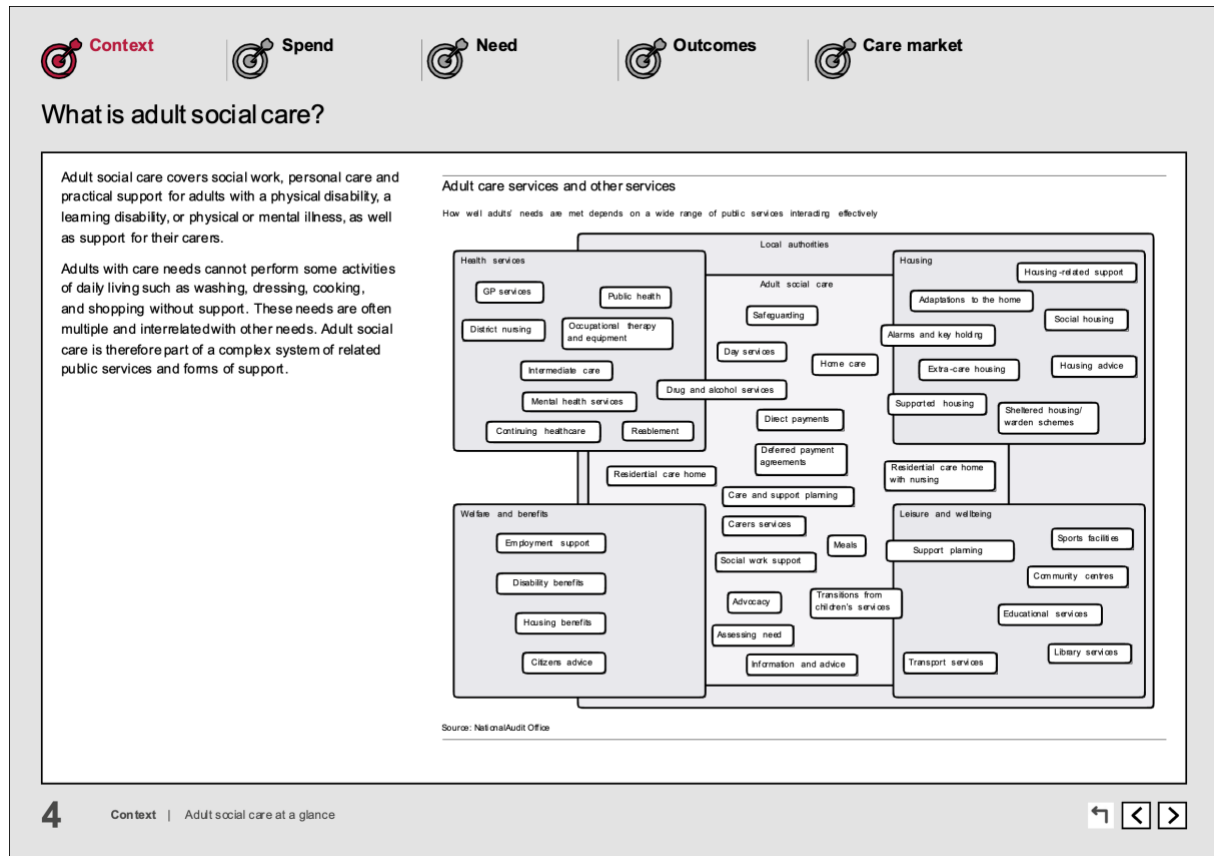 Context
Spend
Need
Outcomes
Care market
What is adult social care?
Adult social care covers social work, personal care and
practical support for adults with a physical disability, a
learning disability, or physical or mental illness, as well
as support for their carers.
Adults with care needs cannot perform some activities
of daily living such as washing, dressing, cooking,
and shopping without support. These needs are often
multiple and interrelated with other needs. Adult social
care is therefore part of a complex system of related
public services and forms of support.
Adult care services and other services
How well adults' needs are met depends on a wide range of public services interacting effectively
Local authorities
Health services
GP services
Public health
District nursing
Occupational therapy
and equipment
Intermediate care
Mental health services
Continuing healthcare
Reablement
Adult social care
Safeguarding
Day services
Home care
Drug and alcohol services
Direct payments
Deferred payment
agreements
Residential care home
Care and support planning
Carers services
Meals
Social work support
Advocacy
Transitions from
children's services
Assessing need
Information and advice
Housing
Housing-related support
Adaptations to the home
Social housing
Alarms and key holding
Extra-care housing
Housing advice
Supported housing
Sheltered housing/
warden schemes
Residential care home
with nursing
Welfare and benefits
Employment support
Disability benefits
Housing benefits
Citizens advice
Leisure and wellbeing
Sports facilities
Support planning
Community centres
Educational services
Library services
Transport services
Source: National Audit Office
4
Context | Adult social care at a glance